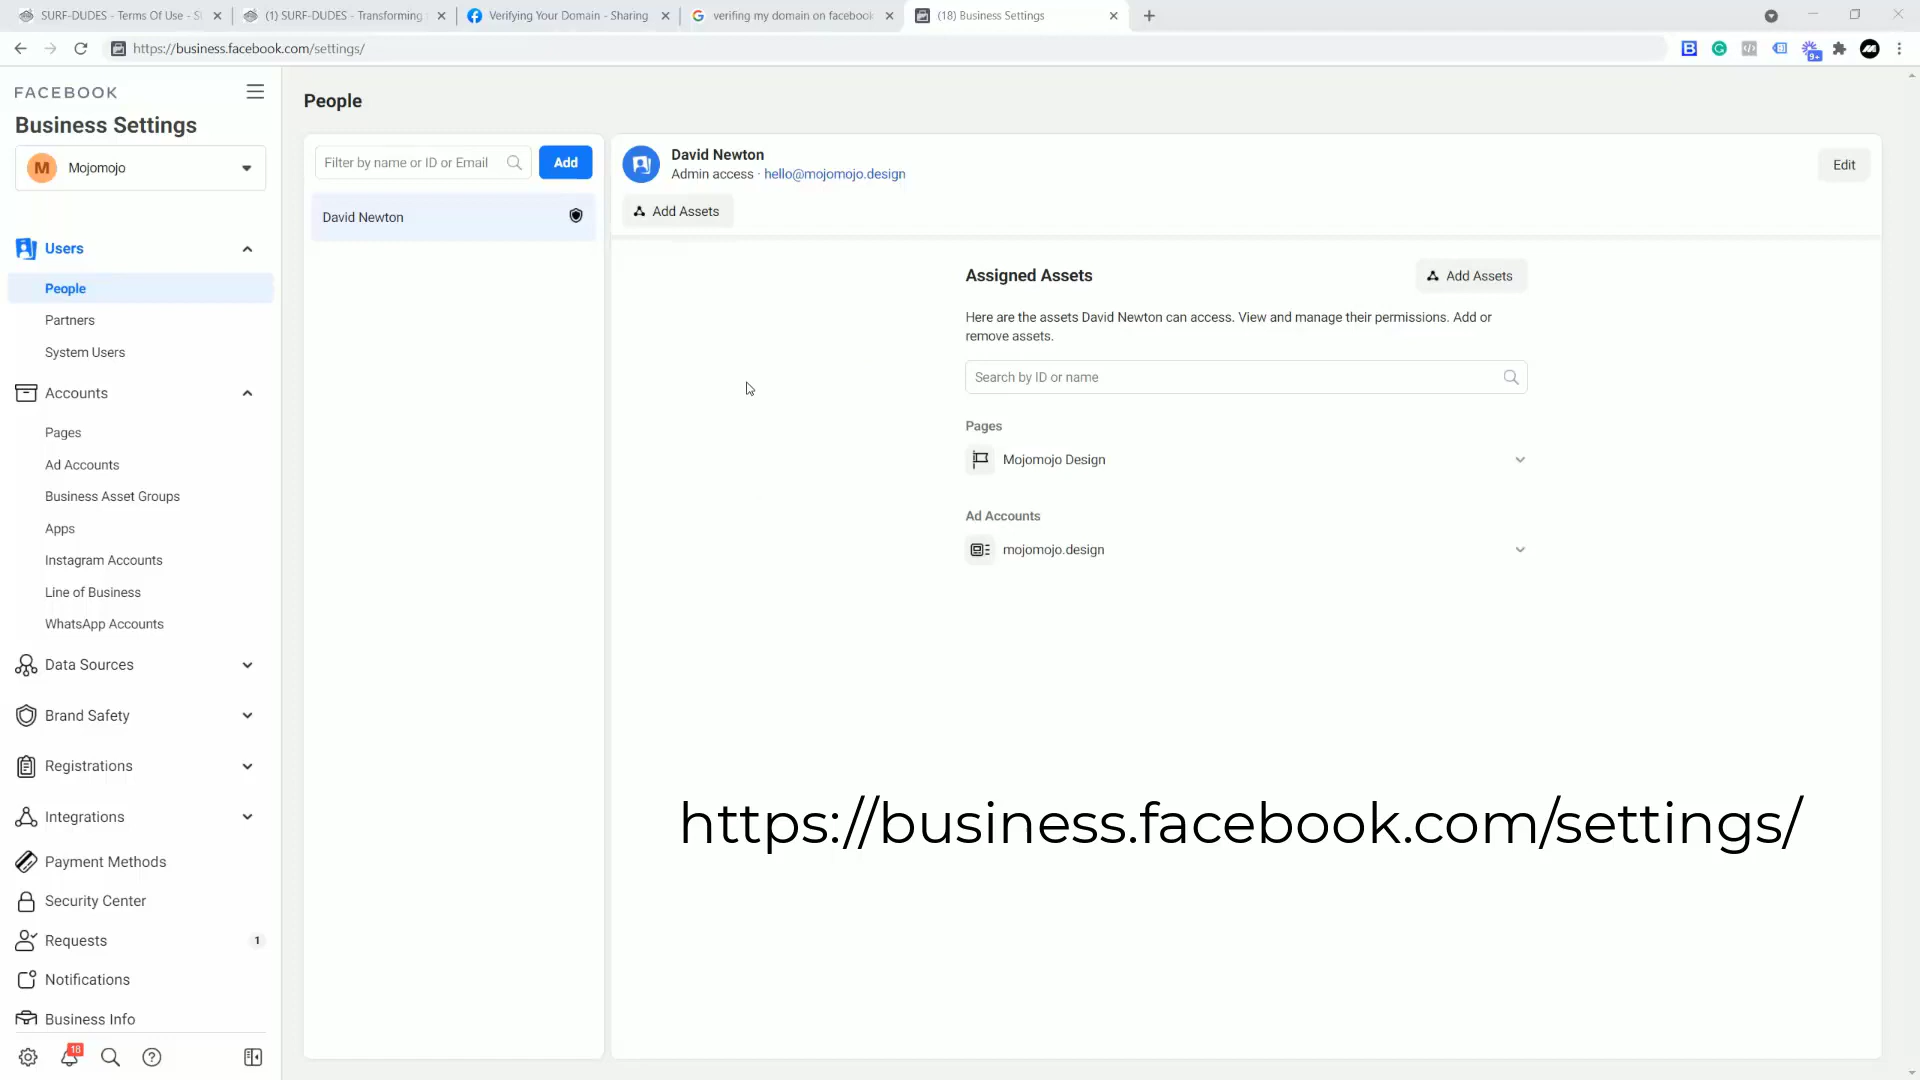 SURF-DUDES - Terms Of Use - S
(1) SURF-DUDES - Transforming
Verifying Your Domain - Sharing
verifing my domain on facebook
(18) Business Settings
https://business.facebook.com/settings/
9+
FACEBOOK
Business Settings
M
Mojomojo
Users
People
Partners
System Users
Accounts
Pages
Ad Accounts
Business Asset Groups
Apps
Instagram Accounts
Line of Business
WhatsApp Accounts
Data Sources
Brand Safety
Registrations
Integrations
Payment Methods
Security Center
Requests
1
Notifications
Business Info
18
People
Filter by name or ID or Email
Add
David Newton
David Newton
Admin access · hello@mojomojo.design
Edit
Add Assets
Assigned Assets
Add Assets
Here are the assets David Newton can access. View and manage their permissions. Add or
remove assets.
Search by ID or name
Pages
Mojomojo Design
Ad Accounts
mojomojo.design
https://business.facebook.com/settings/